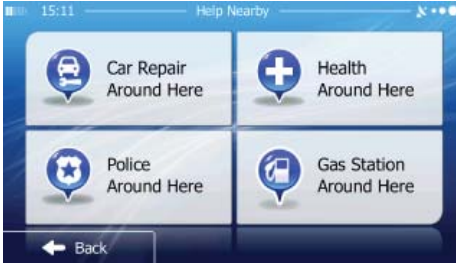 15:11
Help Nearby
Car Repair
Around Here
Health
Around Here
Police
Around Here
Gas Station
Around Here
Back